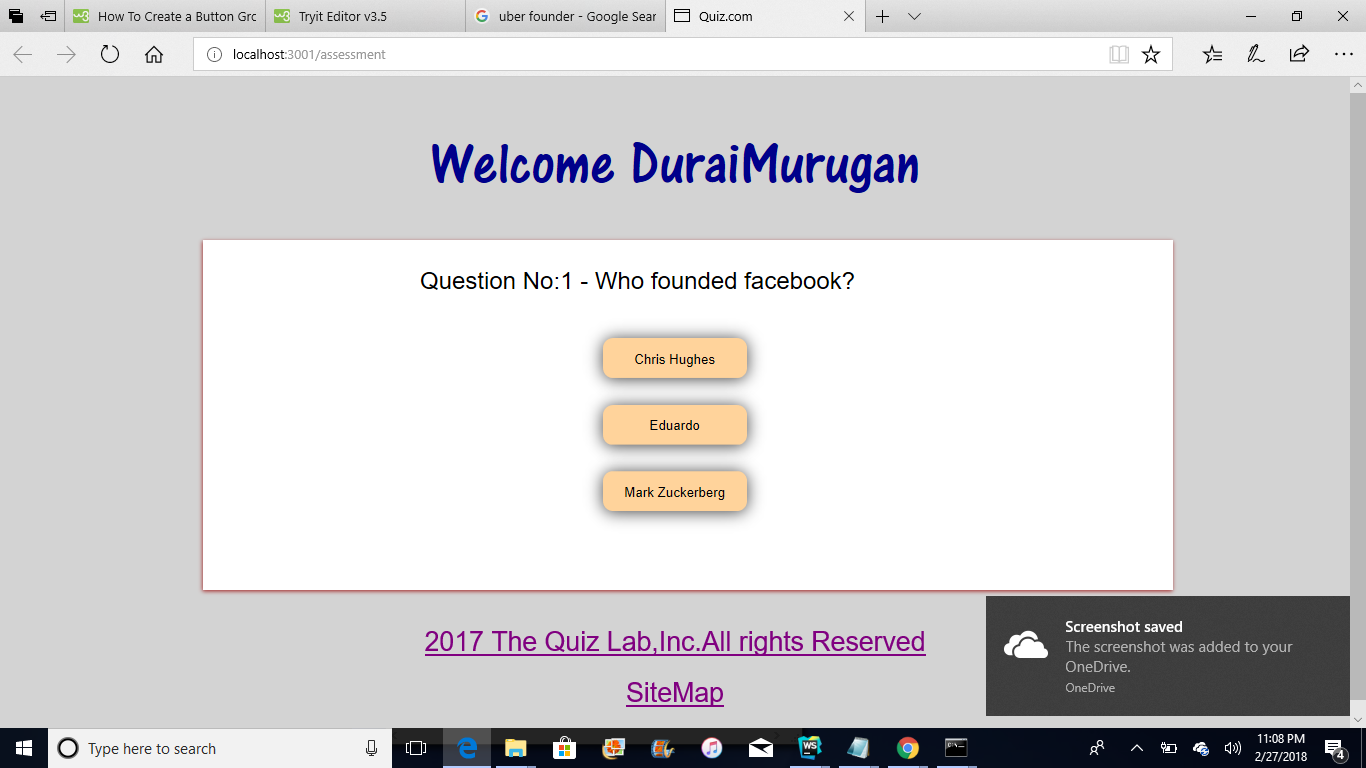 How To Create a Button Gro
Tryit Editor v3.5
uber founder - Google Sear
Quiz.com
localhost:3001/assessment
Welcome DuraiMurugan
Question No:1 - Who founded facebook?
Chris Hughes
Eduardo
Mark Zuckerberg
2017 The Quiz Lab,Inc.All rights Reserved
SiteMap
Screenshot saved
The screenshot was added to your
OneDrive.
OneDrive
Type here to search
WS
11:08 PM
2/27/2018
4